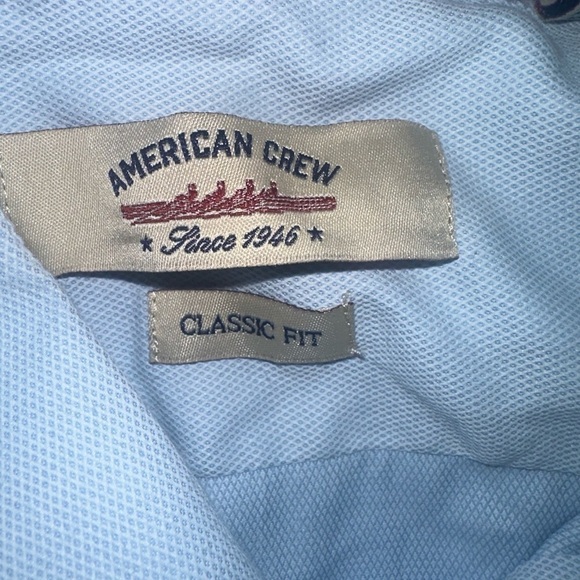 AMERICAN CREW
★ Since 1946 ★
CLASSIC FIT